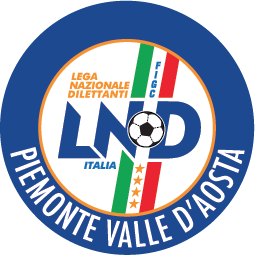 LEGA
NAZIONALE
DILETTANTI
FIGC
LND
ITALIA
PIEMONTE VALLE D'AOSTA